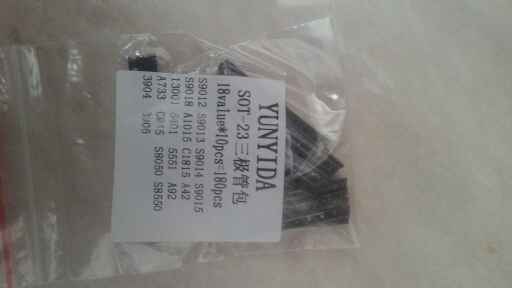 YUNYIDA
SOT-23三极管包
18value*10pcs=180pcs
S9012 S9013 S9014 S9015
S9018 A1015 C1815 A42
13001 5401 5551 A92
A733 C945 S8050 S8550
3904 3906